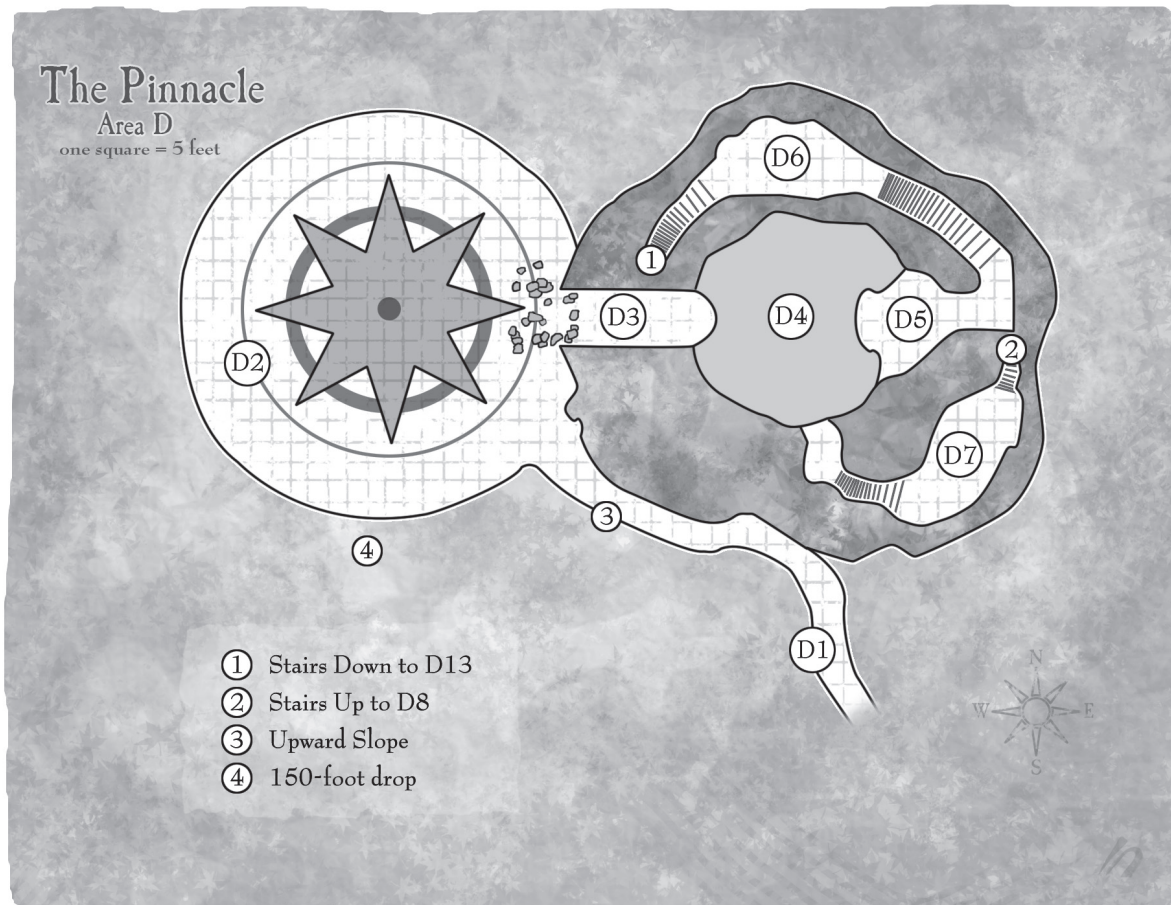 The Pinnacle
Area D
one square = 5 feet
D6
1
D3
D4
D5
2
D2
D7
3
4
D1
1 Stairs Down to D13
2 Stairs Up to D8
3 Upward Slope
4 150-foot drop
N
W E
S